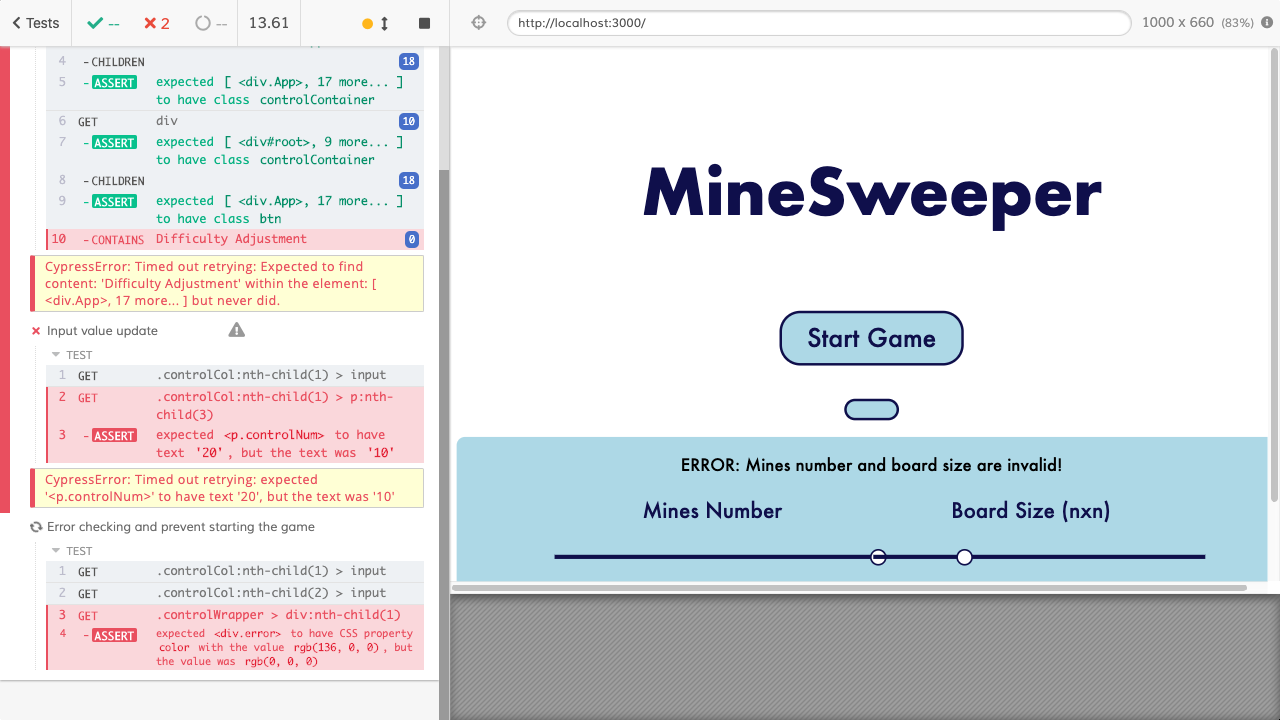 Tests
--
2
--
13.61
http://localhost:3000/
1000 x 660 (83%)
4 -CHILDREN 18
5 -ASSERT expected [ <div.App>, 17 more... ]
to have class controlContainer
6 GET div 10
7 -ASSERT expected [ <div#root>, 9 more... ]
to have class controlContainer
8 -CHILDREN 18
9 -ASSERT expected [ <div.App>, 17 more... ]
to have class btn
10 -CONTAINS Difficulty Adjustment 0
CypressError: Timed out retrying: Expected to find
content: 'Difficulty Adjustment' within the element: [
<div.App>, 17 more... ] but never did.
Input value update
TEST
1 GET .controlCol:nth-child(1) > input
2 GET .controlCol:nth-child(1) > p:nth-
child(3)
3 -ASSERT expected <p.controlNum> to have
text '20', but the text was '10'
CypressError: Timed out retrying: expected
'<p.controlNum>' to have text '20', but the text was '10'
Error checking and prevent starting the game
TEST
1 GET .controlCol:nth-child(1) > input
2 GET .controlCol:nth-child(2) > input
3 GET .controlWrapper > div:nth-child(1)
4 -ASSERT expected <div.error> to have CSS property
color with the value rgb(136, 0, 0), but
the value was rgb(0, 0, 0)
MineSweeper
Start Game
ERROR: Mines number and board size are invalid!
Mines Number
Board Size (nxn)